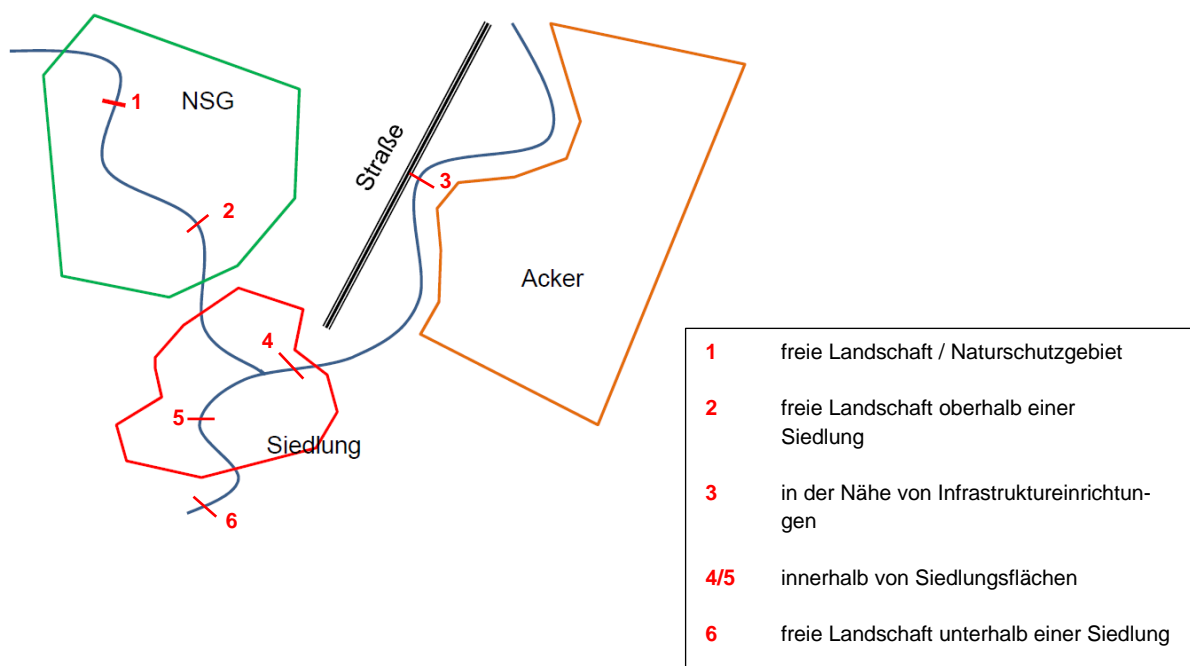 NSG
1
2
Straße
3
Acker
4
5
Siedlung
6
1 freie Landschaft / Naturschutzgebiet
2 freie Landschaft oberhalb einer
Siedlung
3 in der Nähe von Infrastruktureinrichtun-
gen
4/5 innerhalb von Siedlungsflächen
6 freie Landschaft unterhalb einer Siedlung